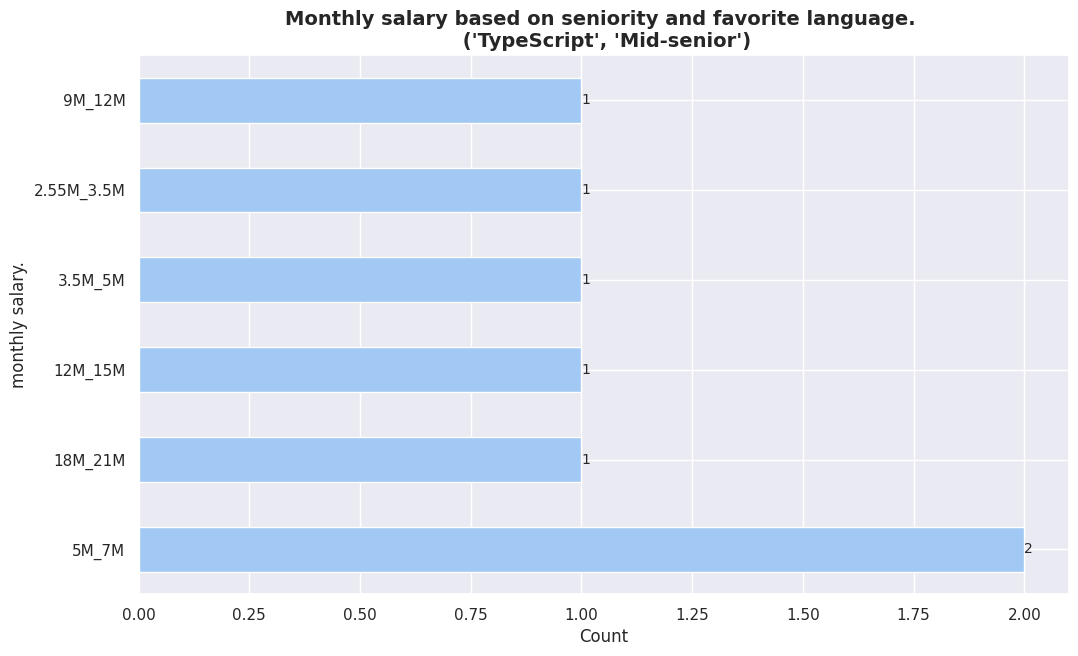 Monthly salary based on seniority and favorite language.
('TypeScript', 'Mid-senior')
monthly salary.
9M_12M
1
2.55M_3.5M
1
3.5M_5M
1
12M_15M
1
18M_21M
1
5M_7M
2
0.00 0.25 0.50 0.75 1.00 1.25 1.50 1.75 2.00
Count